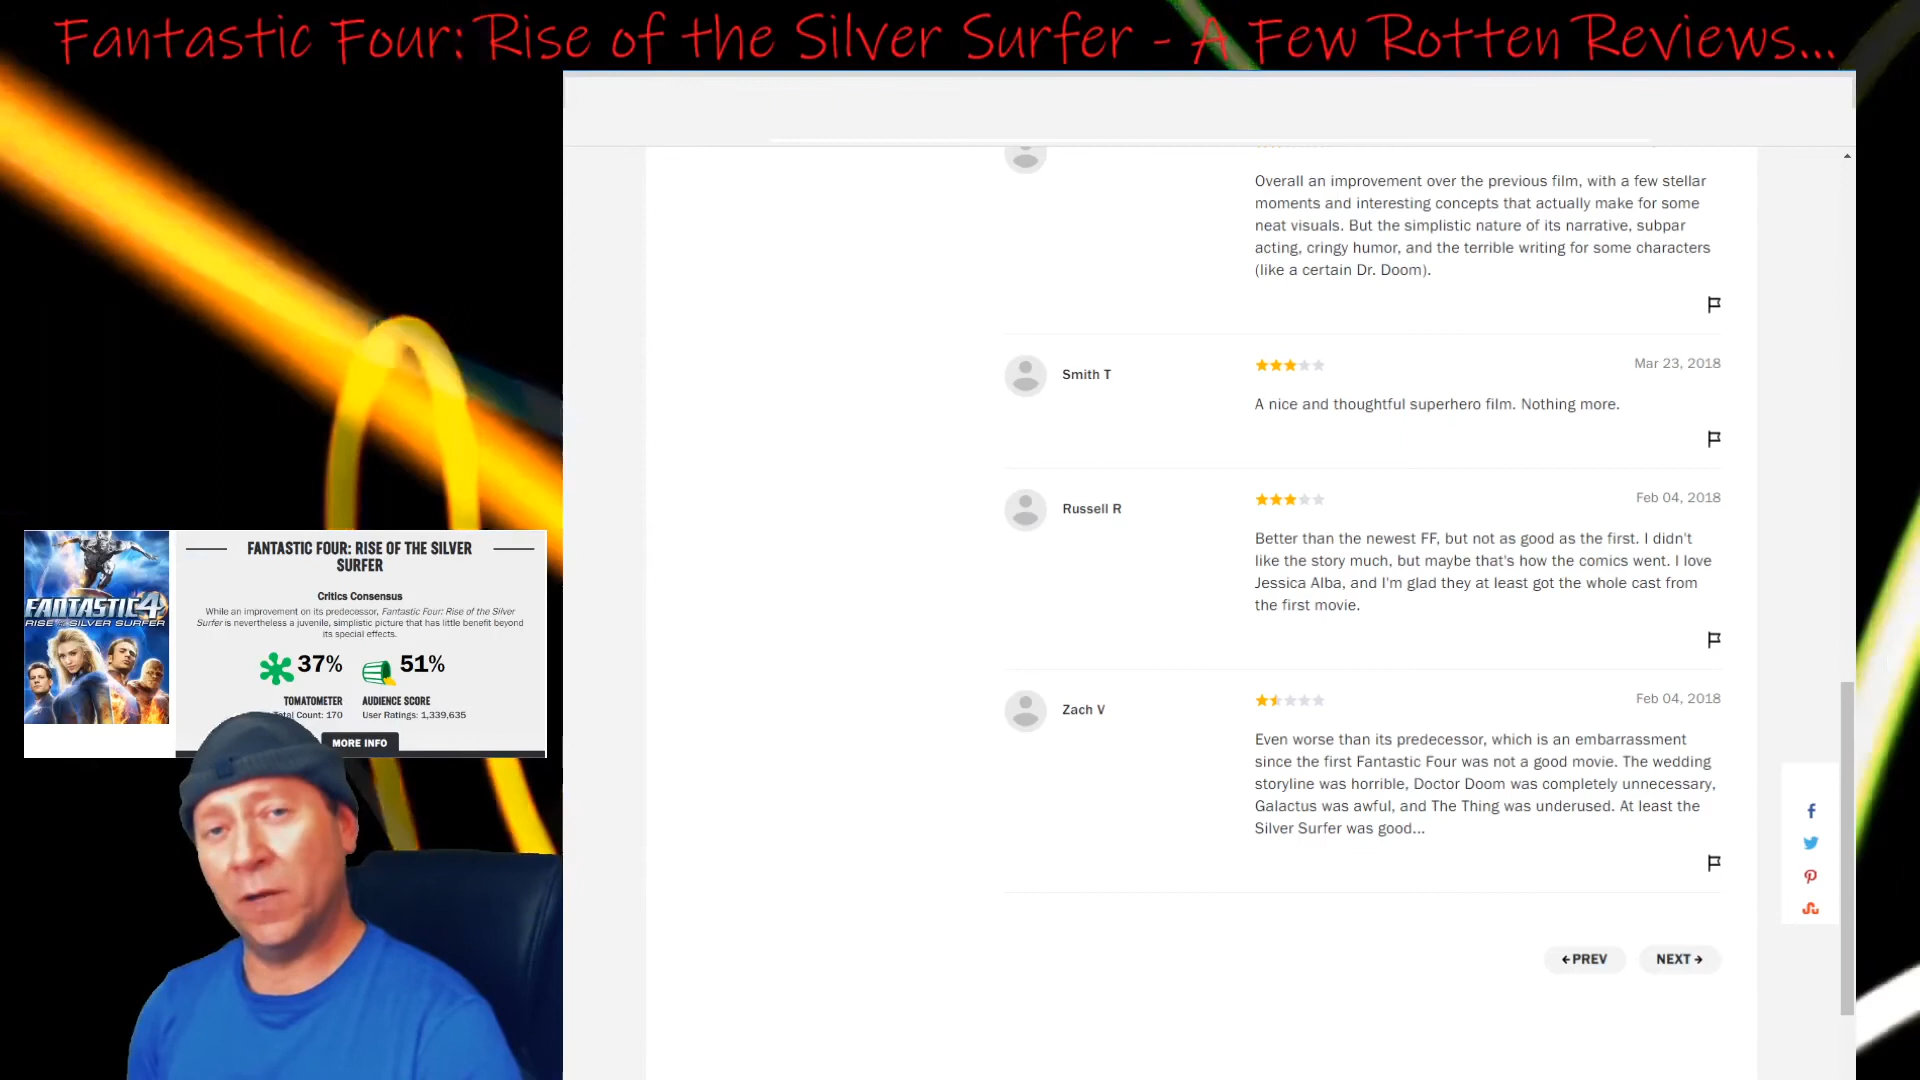 Fantastic Four: Rise of the Silver Surfer - A Few Rotten Reviews...
Overall an improvement over the previous film, with a few stellar
moments and interesting concepts that actually make for some
neat visuals. But the simplistic nature of its narrative, subpar
acting, cringy humor, and the terrible writing for some characters
(like a certain Dr. Doom).
Smith T
Mar 23, 2018
A nice and thoughtful superhero film. Nothing more.
Russell R
Feb 04, 2018
Better than the newest FF, but not as good as the first. I didn't
like the story much, but maybe that's how the comics went. I love
Jessica Alba, and I'm glad they at least got the whole cast from
the first movie.
Zach V
Feb 04, 2018
Even worse than its predecessor, which is an embarrassment
since the first Fantastic Four was not a good movie. The wedding
storyline was horrible, Doctor Doom was completely unnecessary,
Galactus was awful, and The Thing was underused. At least the
Silver Surfer was good...
PREV
NEXT
FANTASTIC 4
RISE OF THE SILVER SURFER
FANTASTIC FOUR: RISE OF THE SILVER
SURFER
Critics Consensus
While an improvement on its predecessor, Fantastic Four: Rise of the Silver
Surfer is nevertheless a juvenile, simplistic picture that has little benefit beyond
its special effects.
37%
51%
TOMATOMETER
AUDIENCE SCORE
Total Count: 170
User Ratings: 1,339,635
MORE INFO